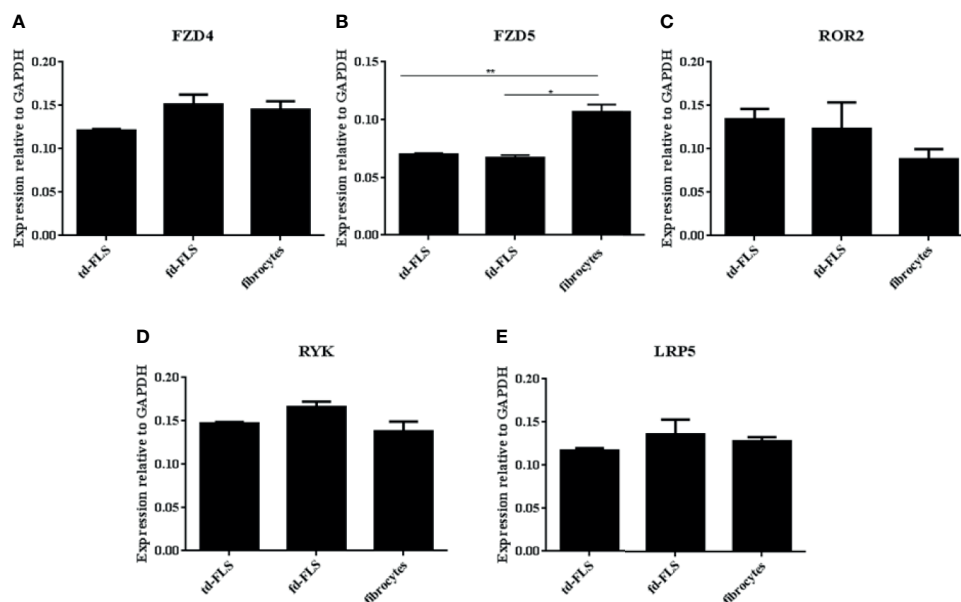 A
FZD4
Expression relative to GAPDH
0.20
0.15
0.10
0.05
0.00
td-FLS
fd-FLS
fibrocytes
B
FZD5
Expression relative to GAPDH
0.15
0.10
0.05
0.00
**
*
td-FLS
fd-FLS
fibrocytes
C
ROR2
Expression relative to GAPDH
0.20
0.15
0.10
0.05
0.00
td-FLS
fd-FLS
fibrocytes
D
RYK
Expression relative to GAPDH
0.20
0.15
0.10
0.05
0.00
td-FLS
fd-FLS
fibrocytes
E
LRP5
Expression relative to GAPDH
0.20
0.15
0.10
0.05
0.00
td-FLS
fd-FLS
fibrocytes